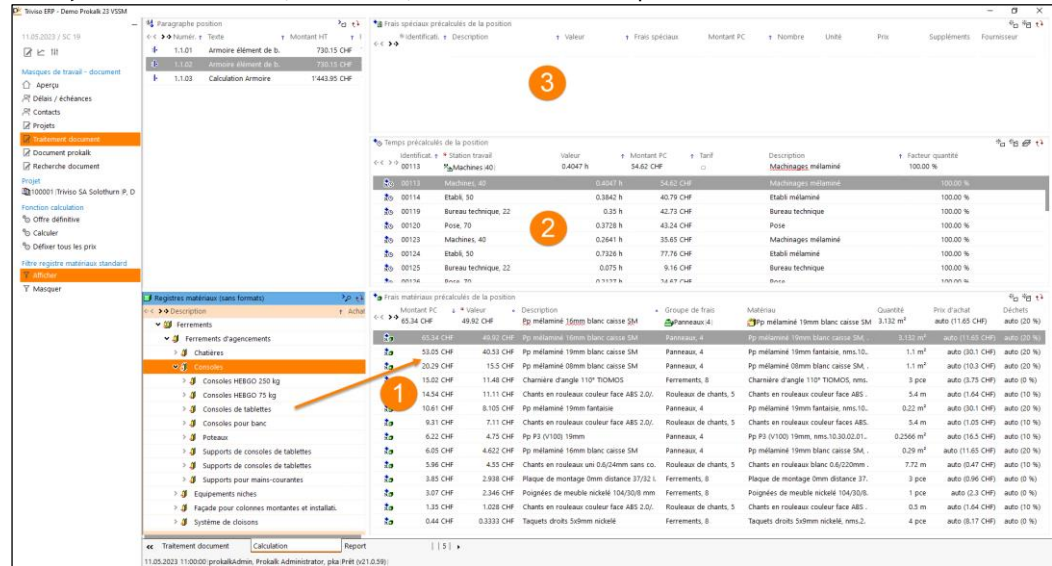 Triviso ERP - Demo Prokalk 23 VSSM
11.05.2023 / SC 19
Masques de travail - document
Aperçu
Délais / échéances
Contacts
Projets
Traitement document
Document prokalk
Recherche document
Projet
100001 :Triviso SA Solothurn :P, D
Fonction calculation
Offre définitive
Calculer
Défixer tous les prix
Filtre registre matériaux standard
Afficher
Masquer
Paragraphe position
Numér. Texte Montant HT
1.1.01 Armoire élément de b. 730.15 CHF
1.1.02 Armoire élément de b. 730.15 CHF
1.1.03 Calculation Armoire 1'443.95 CHF
Frais spéciaux précalculés de la position
Identificati. Description Valeur Frais spéciaux Montant PC Nombre Unité Prix Suppléments Fournisseur
3
Temps précalculés de la position
Identificat. Station travail Valeur Montant PC Tarif Description Facteur quantité
00113 Machines :40: 0.4047 h 54.62 CHF Machinages mélaminé 100.00 %
00113 Machines, 40 0.4047 h 54.62 CHF Machinages mélaminé 100.00 %
00114 Etabli, 50 0.3842 h 40.79 CHF Etabli mélaminé 100.00 %
00119 Bureau technique, 22 0.35 h 42.73 CHF Bureau technique 100.00 %
00120 Pose, 70 0.3728 h 43.24 CHF Pose 100.00 %
00123 Machines, 40 0.2641 h 35.65 CHF Machinages mélaminé 100.00 %
00124 Etabli, 50 0.7326 h 77.76 CHF Etabli mélaminé 100.00 %
00125 Bureau technique, 22 0.075 h 9.16 CHF Bureau technique 100.00 %
00126 Pose, 70 0.2127 h 24.67 CHF Pose 100.00 %
2
Registres matériaux (sans formats)
Description Achat
Ferrements
Ferrements d'agencements
Chatières
Consoles
Consoles HEBGO 250 kg
Consoles HEBGO 75 kg
Consoles de tablettes
Consoles pour banc
Poteaux
Supports de consoles de tablettes
Supports de consoles de tablettes
Supports pour mains-courantes
Equipements niches
Façade pour colonnes montantes et installati.
Système de cloisons
Frais matériaux précalculés de la position
Montant PC Valeur Description Groupe de frais Matériau Quantité Prix d'achat Déchets
65.34 CHF 49.92 CHF Pp mélaminé 16mm blanc caisse SM Panneaux :4: Pp mélaminé 19mm blanc caisse SM 3.132 m² auto (11.65 CHF) auto (20 %)
65.34 CHF 49.92 CHF Pp mélaminé 16mm blanc caisse SM Panneaux, 4 Pp mélaminé 19mm blanc caisse SM, . 3.132 m² auto (11.65 CHF) auto (20 %)
53.05 CHF 40.53 CHF Pp mélaminé 19mm blanc caisse SM Panneaux, 4 Pp mélaminé 19mm fantaisie, nms.10.. 1.1 m² auto (30.1 CHF) auto (20 %)
20.29 CHF 15.5 CHF Pp mélaminé 08mm blanc caisse SM Panneaux, 4 Pp mélaminé 08mm blanc caisse SM, . 1.1 m² auto (10.3 CHF) auto (20 %)
15.02 CHF 11.48 CHF Charnière d'angle 110° TIOMOS Ferrements, 8 Charnière d'angle 110° TIOMOS, nms. 3 pce auto (3.75 CHF) auto (0 %)
14.54 CHF 11.11 CHF Chants en rouleaux couleur face ABS 2.0/. Rouleaux de chants, 5 Chants en rouleaux couleur face ABS . 5.4 m auto (1.64 CHF) auto (10 %)
10.61 CHF 8.105 CHF Pp mélaminé 19mm fantaisie Panneaux, 4 Pp mélaminé 19mm fantaisie, nms.10.. 0.22 m² auto (30.1 CHF) auto (20 %)
9.31 CHF 7.11 CHF Chants en rouleaux couleur face ABS 2.0/. Rouleaux de chants, 5 Chants en rouleaux couleur faces ABS. 5.4 m auto (1.05 CHF) auto (10 %)
6.22 CHF 4.75 CHF Pp P3 (V100) 19mm Panneaux, 4 Pp P3 (V100) 19mm, nms.10.30.02.01.. 0.2566 m² auto (16.5 CHF) auto (10 %)
6.05 CHF 4.622 CHF Pp mélaminé 16mm blanc caisse SM Panneaux, 4 Pp mélaminé 19mm blanc caisse SM, . 0.29 m² auto (11.65 CHF) auto (20 %)
5.96 CHF 4.55 CHF Chants en rouleaux uni 0.6/24mm sans co. Rouleaux de chants, 5 Chants en rouleaux blanc 0.6/220mm . 7.72 m auto (0.47 CHF) auto (10 %)
3.85 CHF 2.938 CHF Plaque de montage 0mm distance 37/32 l. Ferrements, 8 Plaque de montage 0mm distance 37. 3 pce auto (0.96 CHF) auto (0 %)
3.07 CHF 2.346 CHF Poignées de meuble nickelé 104/30/8 mm Ferrements, 8 Poignées de meuble nickelé 104/30/8. 1 pce auto (2.3 CHF) auto (0 %)
1.35 CHF 1.028 CHF Chants en rouleaux couleur face ABS 2.0/. Rouleaux de chants, 5 Chants en rouleaux couleur face ABS . 0.5 m auto (1.64 CHF) auto (10 %)
0.44 CHF 0.3333 CHF Taquets droits 5x9mm nickelé Ferrements, 8 Taquets droits 5x9mm nickelé, nms.2. 4 pce auto (8.17 CHF) auto (0 %)
1
Traitement document Calculation Report | | 5 |
11.05.2023 11:00:00 :prokalkAdmin, Prokalk Administrator, pka :Prêt (v21.0.59):